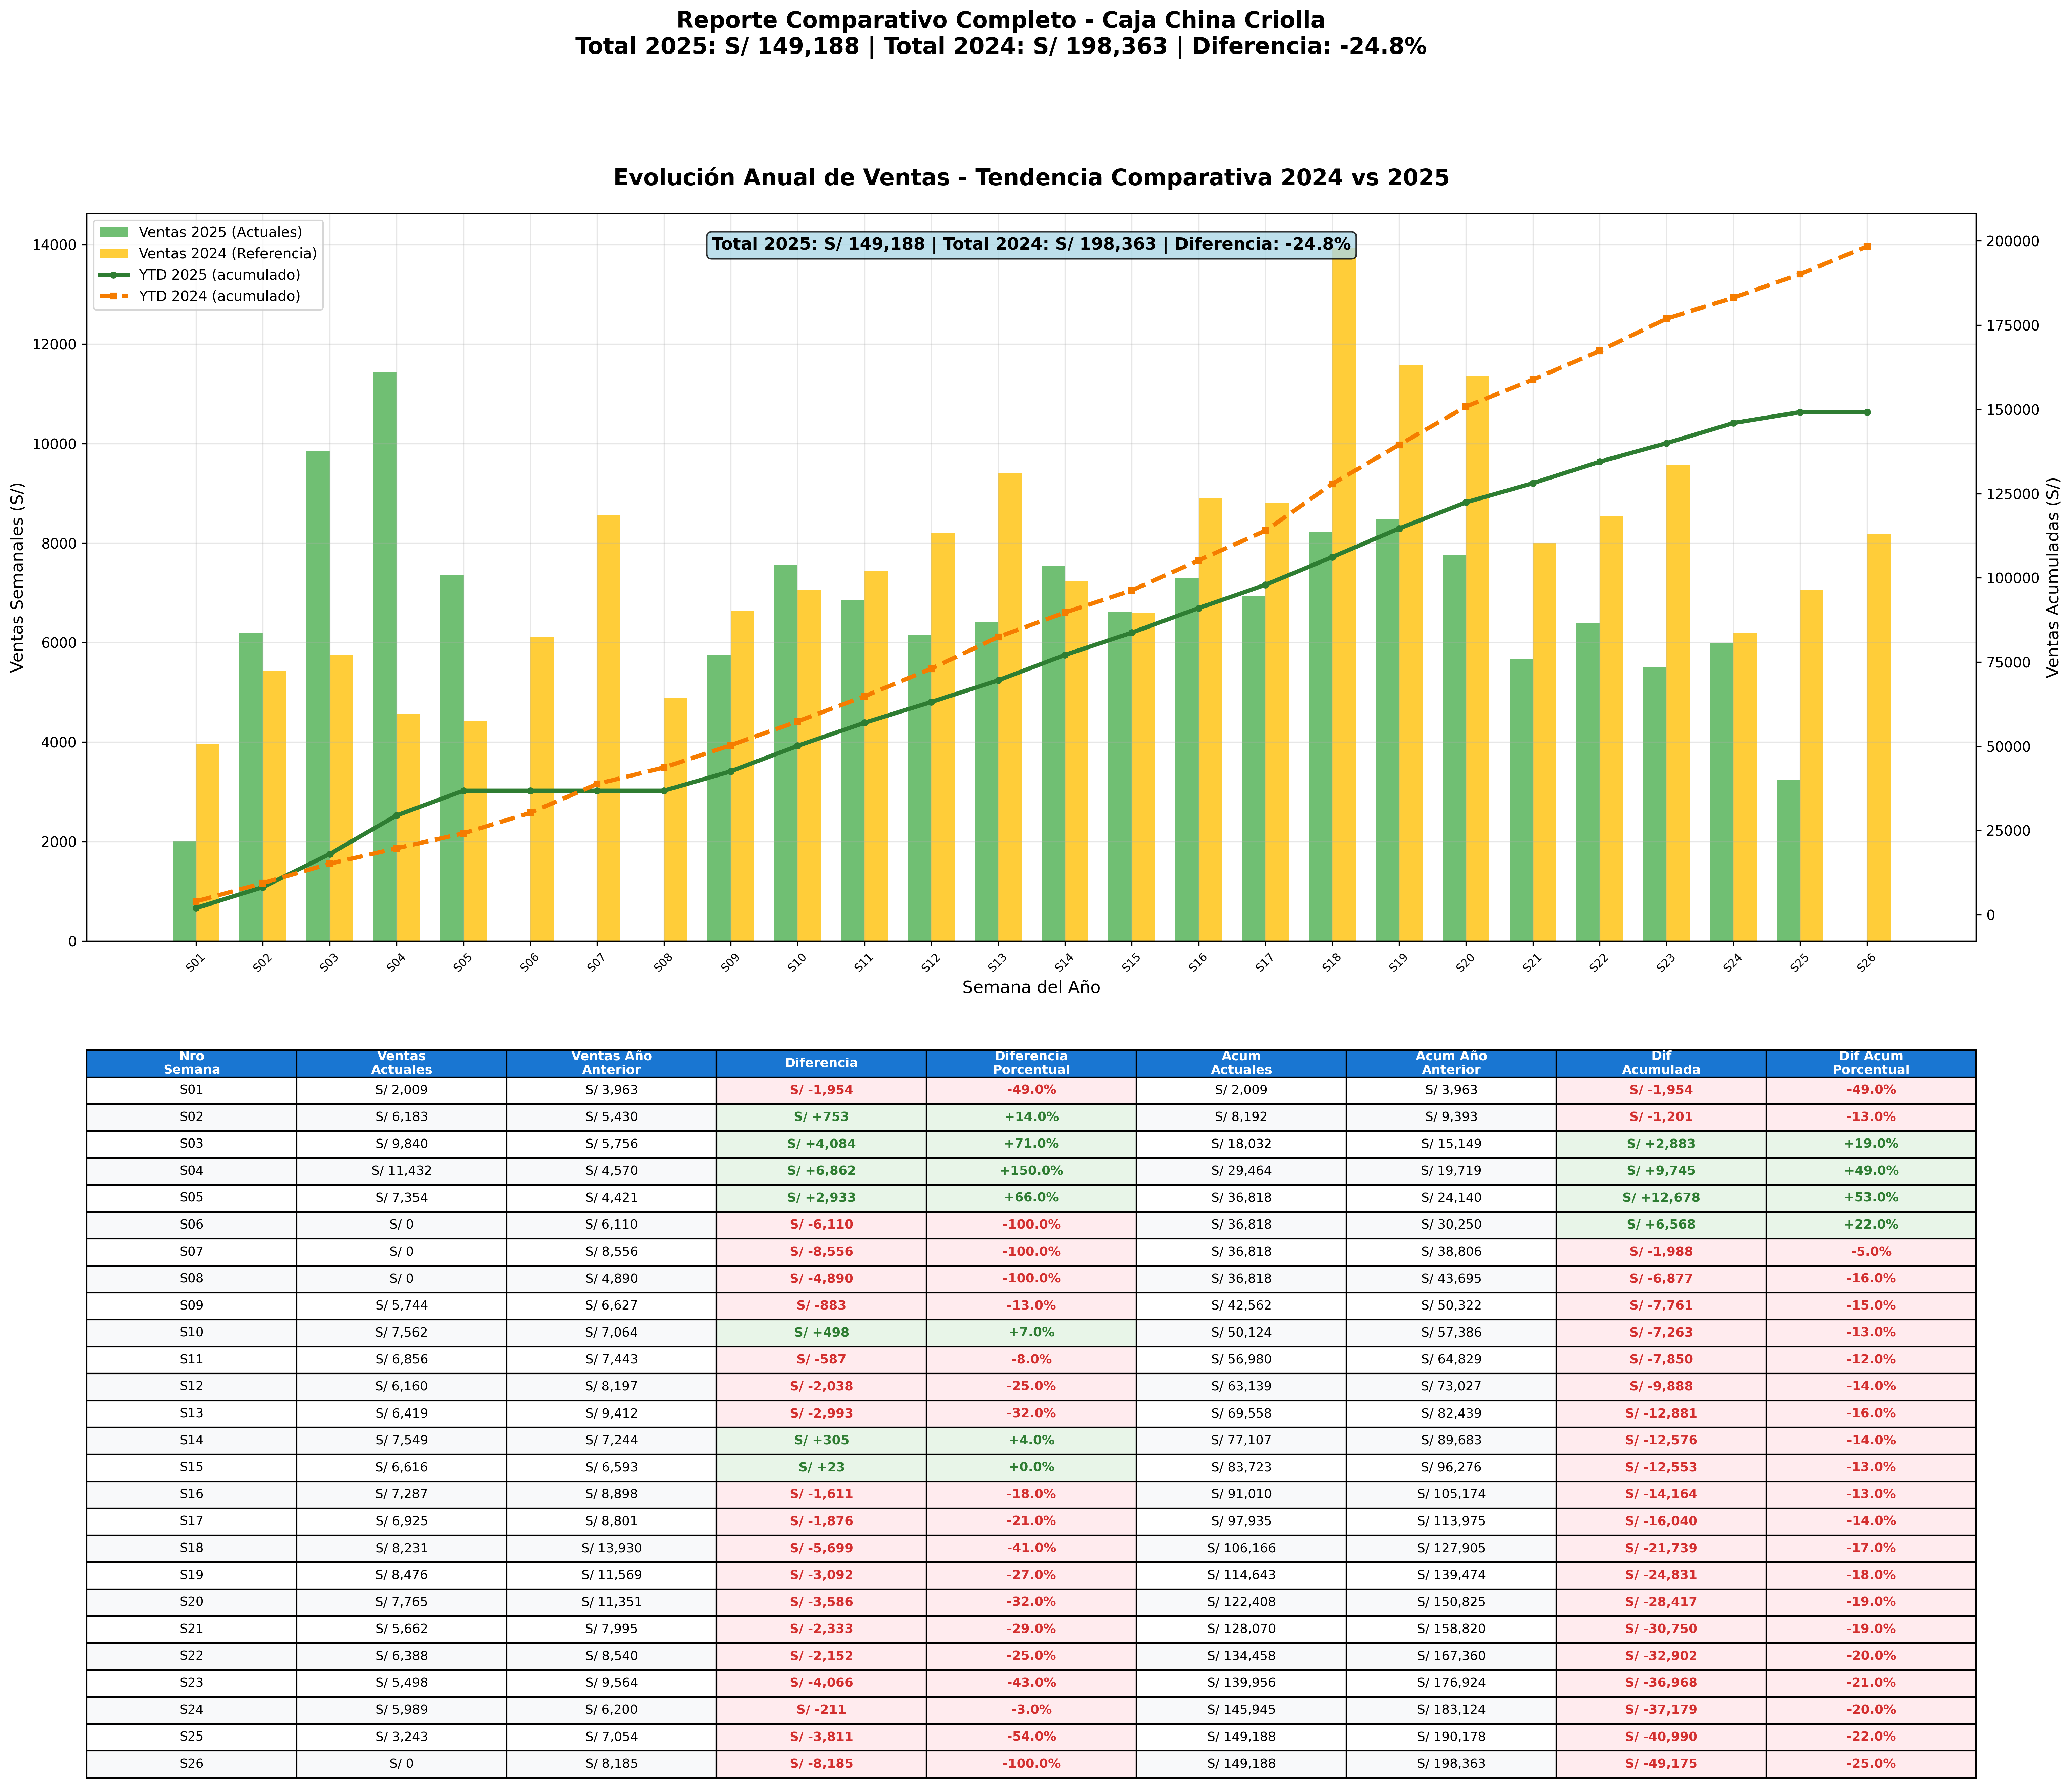 Reporte Comparativo Completo - Caja China Criolla
Total 2025: S/ 149,188 | Total 2024: S/ 198,363 | Diferencia: -24.8%
Evolución Anual de Ventas - Tendencia Comparativa 2024 vs 2025
Ventas 2025 (Actuales)
Ventas 2024 (Referencia)
YTD 2025 (acumulado)
YTD 2024 (acumulado)
Total 2025: S/ 149,188 | Total 2024: S/ 198,363 | Diferencia: -24.8%
Ventas Semanales (S/)
14000
12000
10000
8000
6000
4000
2000
0
Ventas Acumuladas (S/)
200000
175000
150000
125000
100000
75000
50000
25000
0
S01 S02 S03 S04 S05 S06 S07 S08 S09 S10 S11 S12 S13 S14 S15 S16 S17 S18 S19 S20 S21 S22 S23 S24 S25 S26
Semana del Año
Nro Semana Ventas Actuales Ventas Año Anterior Diferencia Diferencia Porcentual Acum Actuales Acum Año Anterior Dif Acumulada Dif Acum Porcentual
S01 S/ 2,009 S/ 3,963 S/ -1,954 -49.0% S/ 2,009 S/ 3,963 S/ -1,954 -49.0%
S02 S/ 6,183 S/ 5,430 S/ +753 +14.0% S/ 8,192 S/ 9,393 S/ -1,201 -13.0%
S03 S/ 9,840 S/ 5,756 S/ +4,084 +71.0% S/ 18,032 S/ 15,149 S/ +2,883 +19.0%
S04 S/ 11,432 S/ 4,570 S/ +6,862 +150.0% S/ 29,464 S/ 19,719 S/ +9,745 +49.0%
S05 S/ 7,354 S/ 4,421 S/ +2,933 +66.0% S/ 36,818 S/ 24,140 S/ +12,678 +53.0%
S06 S/ 0 S/ 6,110 S/ -6,110 -100.0% S/ 36,818 S/ 30,250 S/ +6,568 +22.0%
S07 S/ 0 S/ 8,556 S/ -8,556 -100.0% S/ 36,818 S/ 38,806 S/ -1,988 -5.0%
S08 S/ 0 S/ 4,890 S/ -4,890 -100.0% S/ 36,818 S/ 43,695 S/ -6,877 -16.0%
S09 S/ 5,744 S/ 6,627 S/ -883 -13.0% S/ 42,562 S/ 50,322 S/ -7,761 -15.0%
S10 S/ 7,562 S/ 7,064 S/ +498 +7.0% S/ 50,124 S/ 57,386 S/ -7,263 -13.0%
S11 S/ 6,856 S/ 7,443 S/ -587 -8.0% S/ 56,980 S/ 64,829 S/ -7,850 -12.0%
S12 S/ 6,160 S/ 8,197 S/ -2,038 -25.0% S/ 63,139 S/ 73,027 S/ -9,888 -14.0%
S13 S/ 6,419 S/ 9,412 S/ -2,993 -32.0% S/ 69,558 S/ 82,439 S/ -12,881 -16.0%
S14 S/ 7,549 S/ 7,244 S/ +305 +4.0% S/ 77,107 S/ 89,683 S/ -12,576 -14.0%
S15 S/ 6,616 S/ 6,593 S/ +23 +0.0% S/ 83,723 S/ 96,276 S/ -12,553 -13.0%
S16 S/ 7,287 S/ 8,898 S/ -1,611 -18.0% S/ 91,010 S/ 105,174 S/ -14,164 -13.0%
S17 S/ 6,925 S/ 8,801 S/ -1,876 -21.0% S/ 97,935 S/ 113,975 S/ -16,040 -14.0%
S18 S/ 8,231 S/ 13,930 S/ -5,699 -41.0% S/ 106,166 S/ 127,905 S/ -21,739 -17.0%
S19 S/ 8,476 S/ 11,569 S/ -3,092 -27.0% S/ 114,643 S/ 139,474 S/ -24,831 -18.0%
S20 S/ 7,765 S/ 11,351 S/ -3,586 -32.0% S/ 122,408 S/ 150,825 S/ -28,417 -19.0%
S21 S/ 5,662 S/ 7,995 S/ -2,333 -29.0% S/ 128,070 S/ 158,820 S/ -30,750 -19.0%
S22 S/ 6,388 S/ 8,540 S/ -2,152 -25.0% S/ 134,458 S/ 167,360 S/ -32,902 -20.0%
S23 S/ 5,498 S/ 9,564 S/ -4,066 -43.0% S/ 139,956 S/ 176,924 S/ -36,968 -21.0%
S24 S/ 5,989 S/ 6,200 S/ -211 -3.0% S/ 145,945 S/ 183,124 S/ -37,179 -20.0%
S25 S/ 3,243 S/ 7,054 S/ -3,811 -54.0% S/ 149,188 S/ 190,178 S/ -40,990 -22.0%
S26 S/ 0 S/ 8,185 S/ -8,185 -100.0% S/ 149,188 S/ 198,363 S/ -49,175 -25.0%